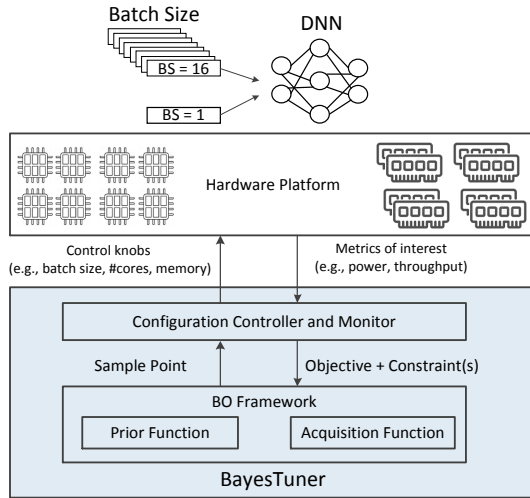 Batch Size
DNN
BS = 16
BS = 1
Hardware Platform
Control knobs
(e.g., batch size, #cores, memory)
Metrics of interest
(e.g., power, throughput)
Configuration Controller and Monitor
Sample Point
Objective + Constraint(s)
BO Framework
Prior Function
Acquisition Function
BayesTuner